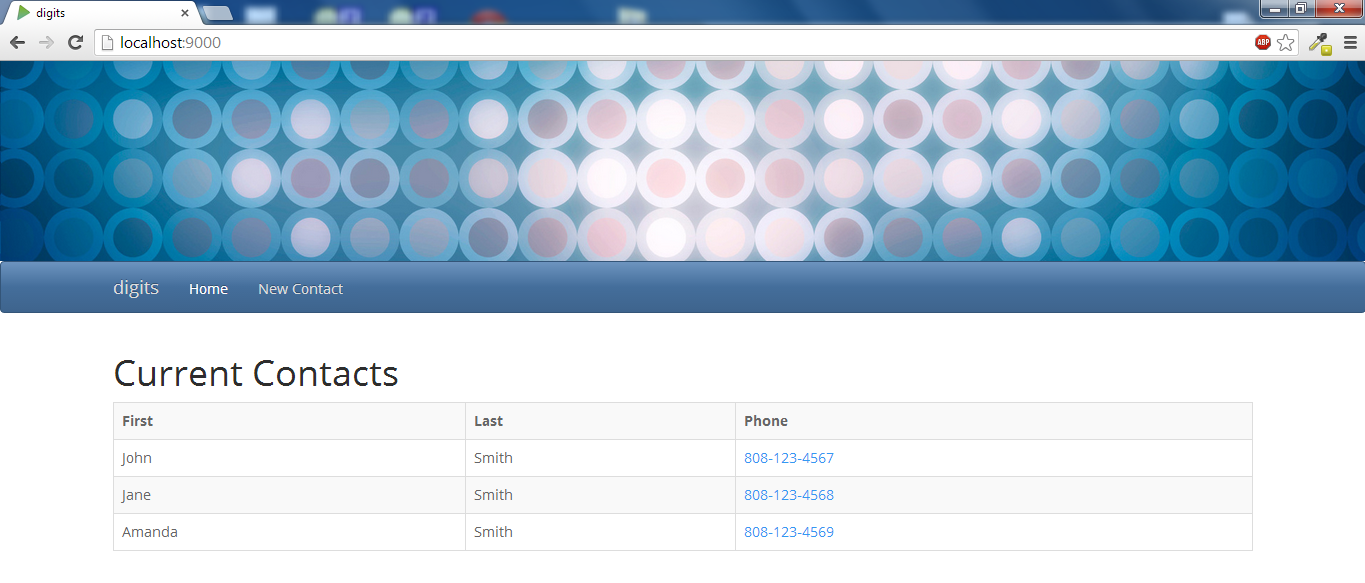 digits
localhost:9000
ABP
digits Home New Contact
Current Contacts
First Last Phone
John Smith 808-123-4567
Jane Smith 808-123-4568
Amanda Smith 808-123-4569